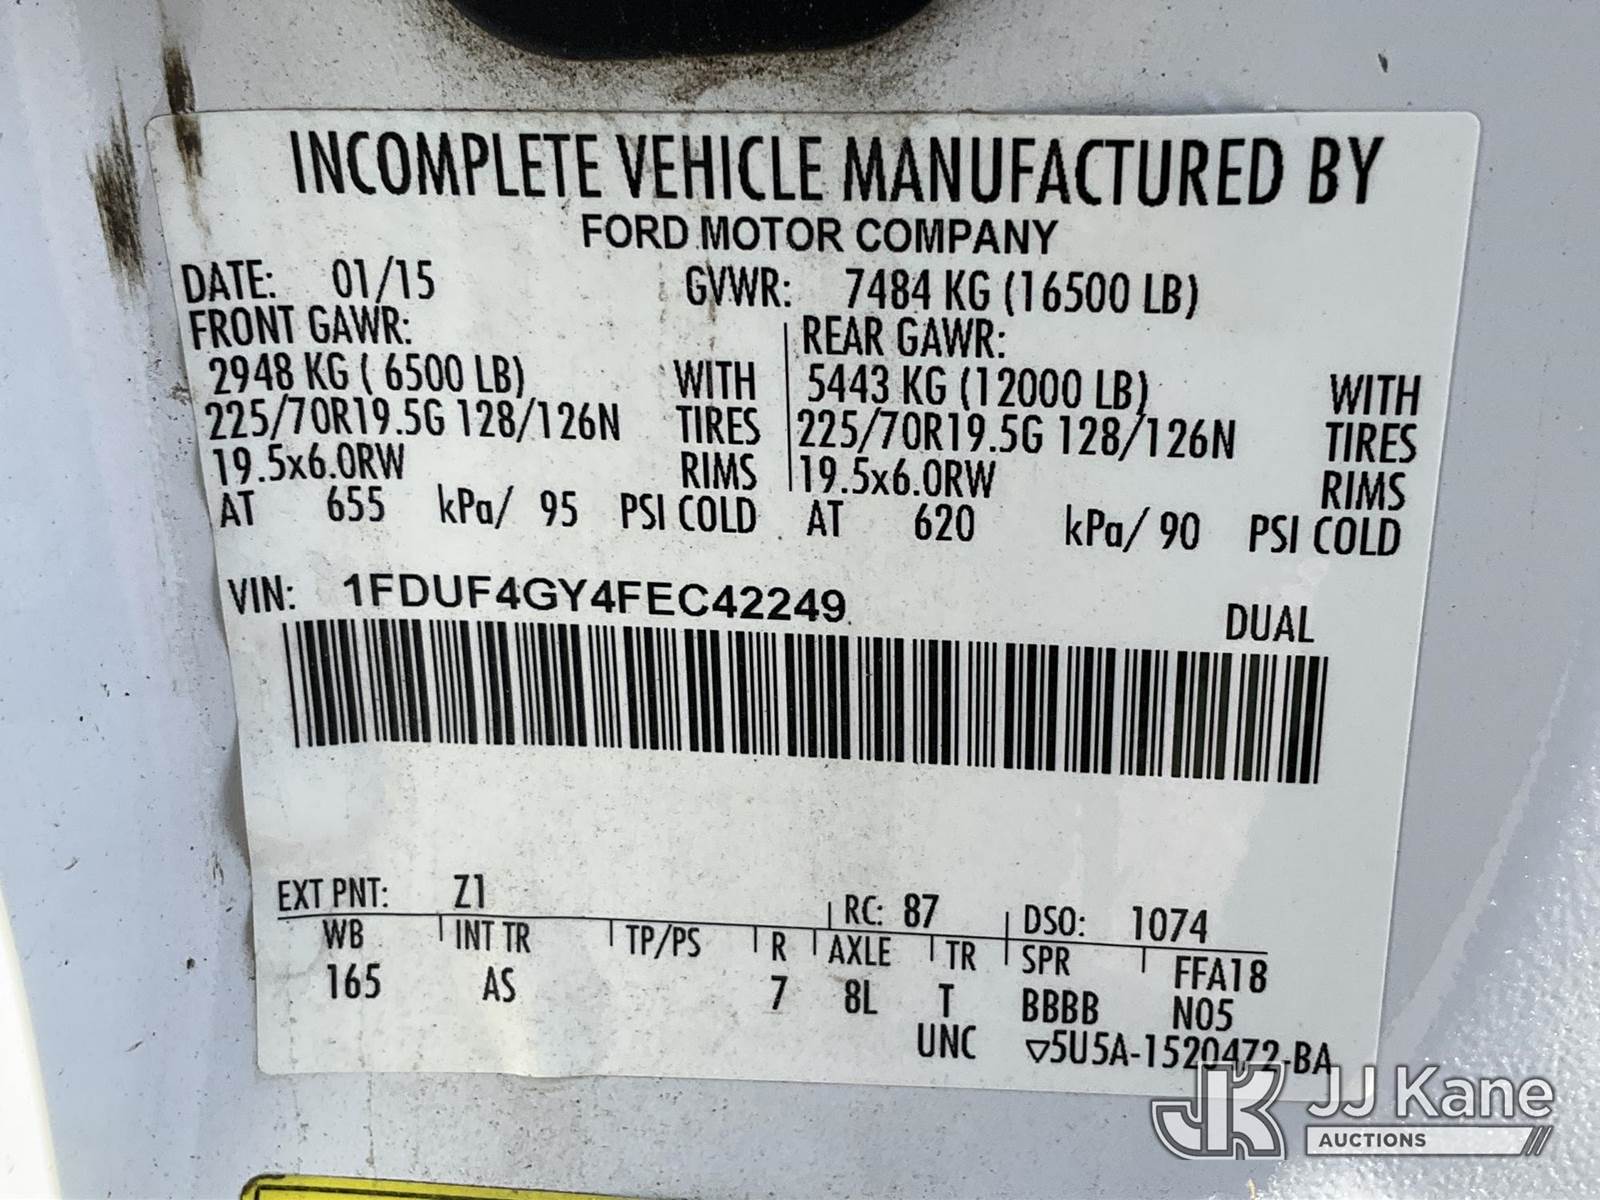 INCOMPLETE VEHICLE MANUFACTURED BY
FORD MOTOR COMPANY
DATE: 01/15 GVWR: 7484 KG (16500 LB)
FRONT GAWR: REAR GAWR:
2948 KG ( 6500 LB) WITH 5443 KG (12000 LB) WITH
225/70R19.5G 128/126N TIRES 225/70R19.5G 128/126N TIRES
19.5x6.0RW RIMS 19.5x6.0RW RIMS
AT 655 kPa/ 95 PSI COLD AT 620 kPa/ 90 PSI COLD
VIN: 1FDUF4GY4FEC42249
DUAL
EXT PNT: Z1 RC: 87 DSO: 1074
WB INT TR TP/PS R AXLE TR SPR FFA18
165 AS 7 8L T BBBB N05
UNC ▽5U5A-1520472-BA
JK JJ Kane
AUCTIONS